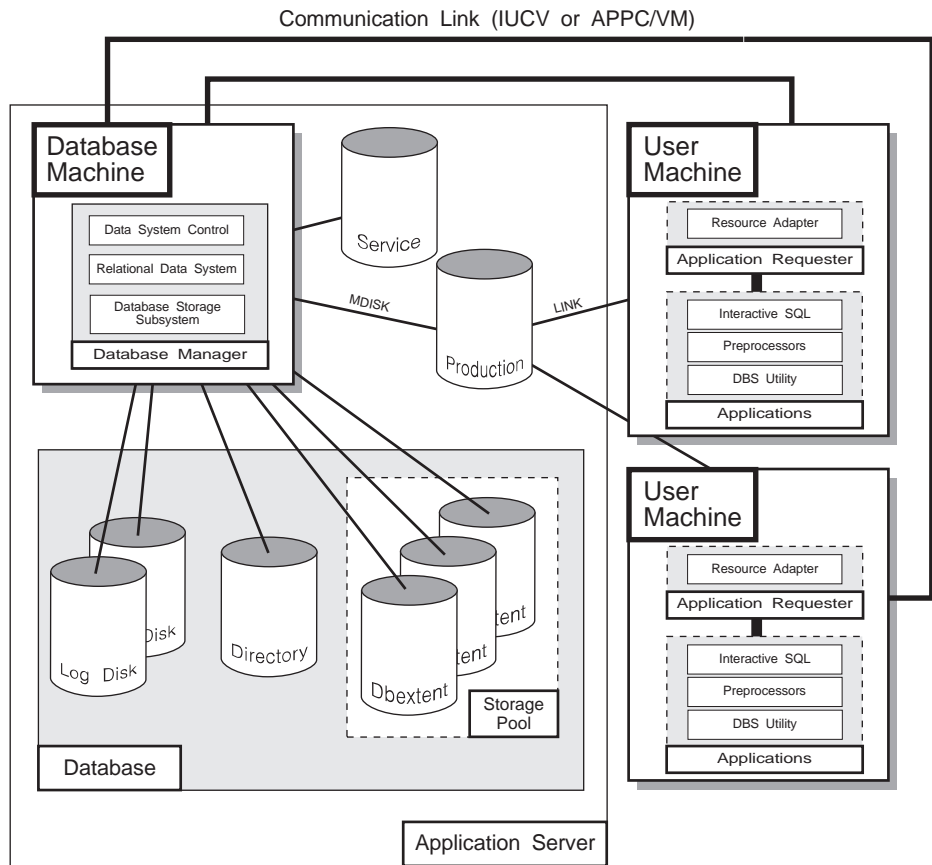 Communication Link (IUCV or APPC/VM)
Database
Machine
Data System Control
Relational Data System
Database Storage
Subsystem
Database Manager
Service
MDISK
Production
LINK
User
Machine
Resource Adapter
Application Requester
Interactive SQL
Preprocessors
DBS Utility
Applications
User
Machine
Resource Adapter
Application Requester
Interactive SQL
Preprocessors
DBS Utility
Applications
Disk
Log Disk
Directory
tent
tent
Dbextent
Storage
Pool
Database
Application Server